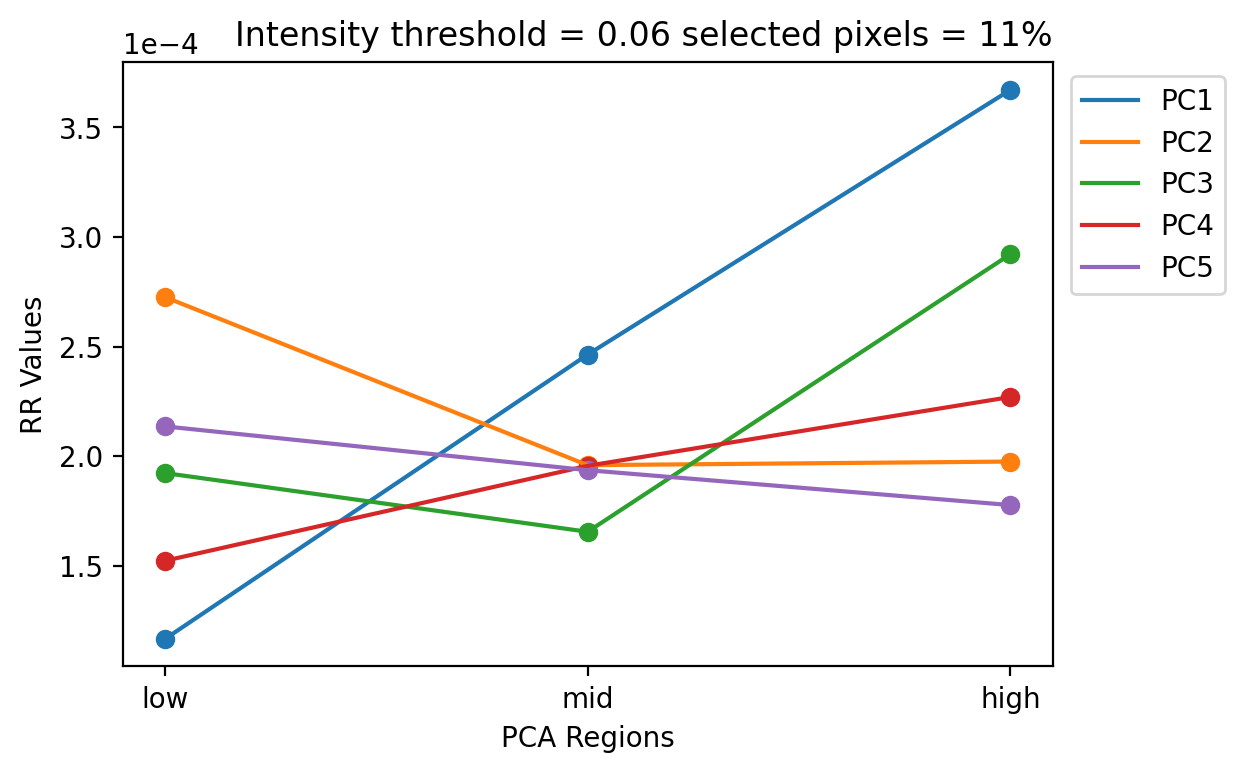 Intensity threshold = 0.06 selected pixels = 11%
1e−4
3.5
3.0
2.5
2.0
1.5
RR Values
low
mid
high
PCA Regions
PC1
PC2
PC3
PC4
PC5